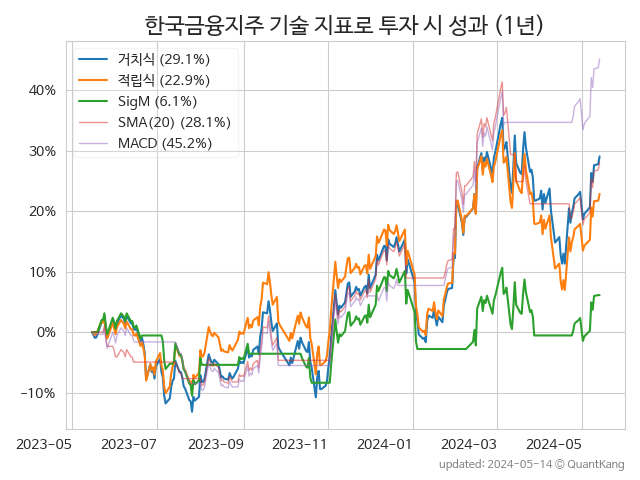 한국금융지주 기술 지표로 투자 시 성과 (1년)
거치식 (29.1%)
적립식 (22.9%)
SigM (6.1%)
SMA(20) (28.1%)
MACD (45.2%)
40%
30%
20%
10%
0%
−10%
2023−05 2023−07 2023−09 2023−11 2024−01 2024−03 2024−05
updated: 2024−05−14 © QuantKang